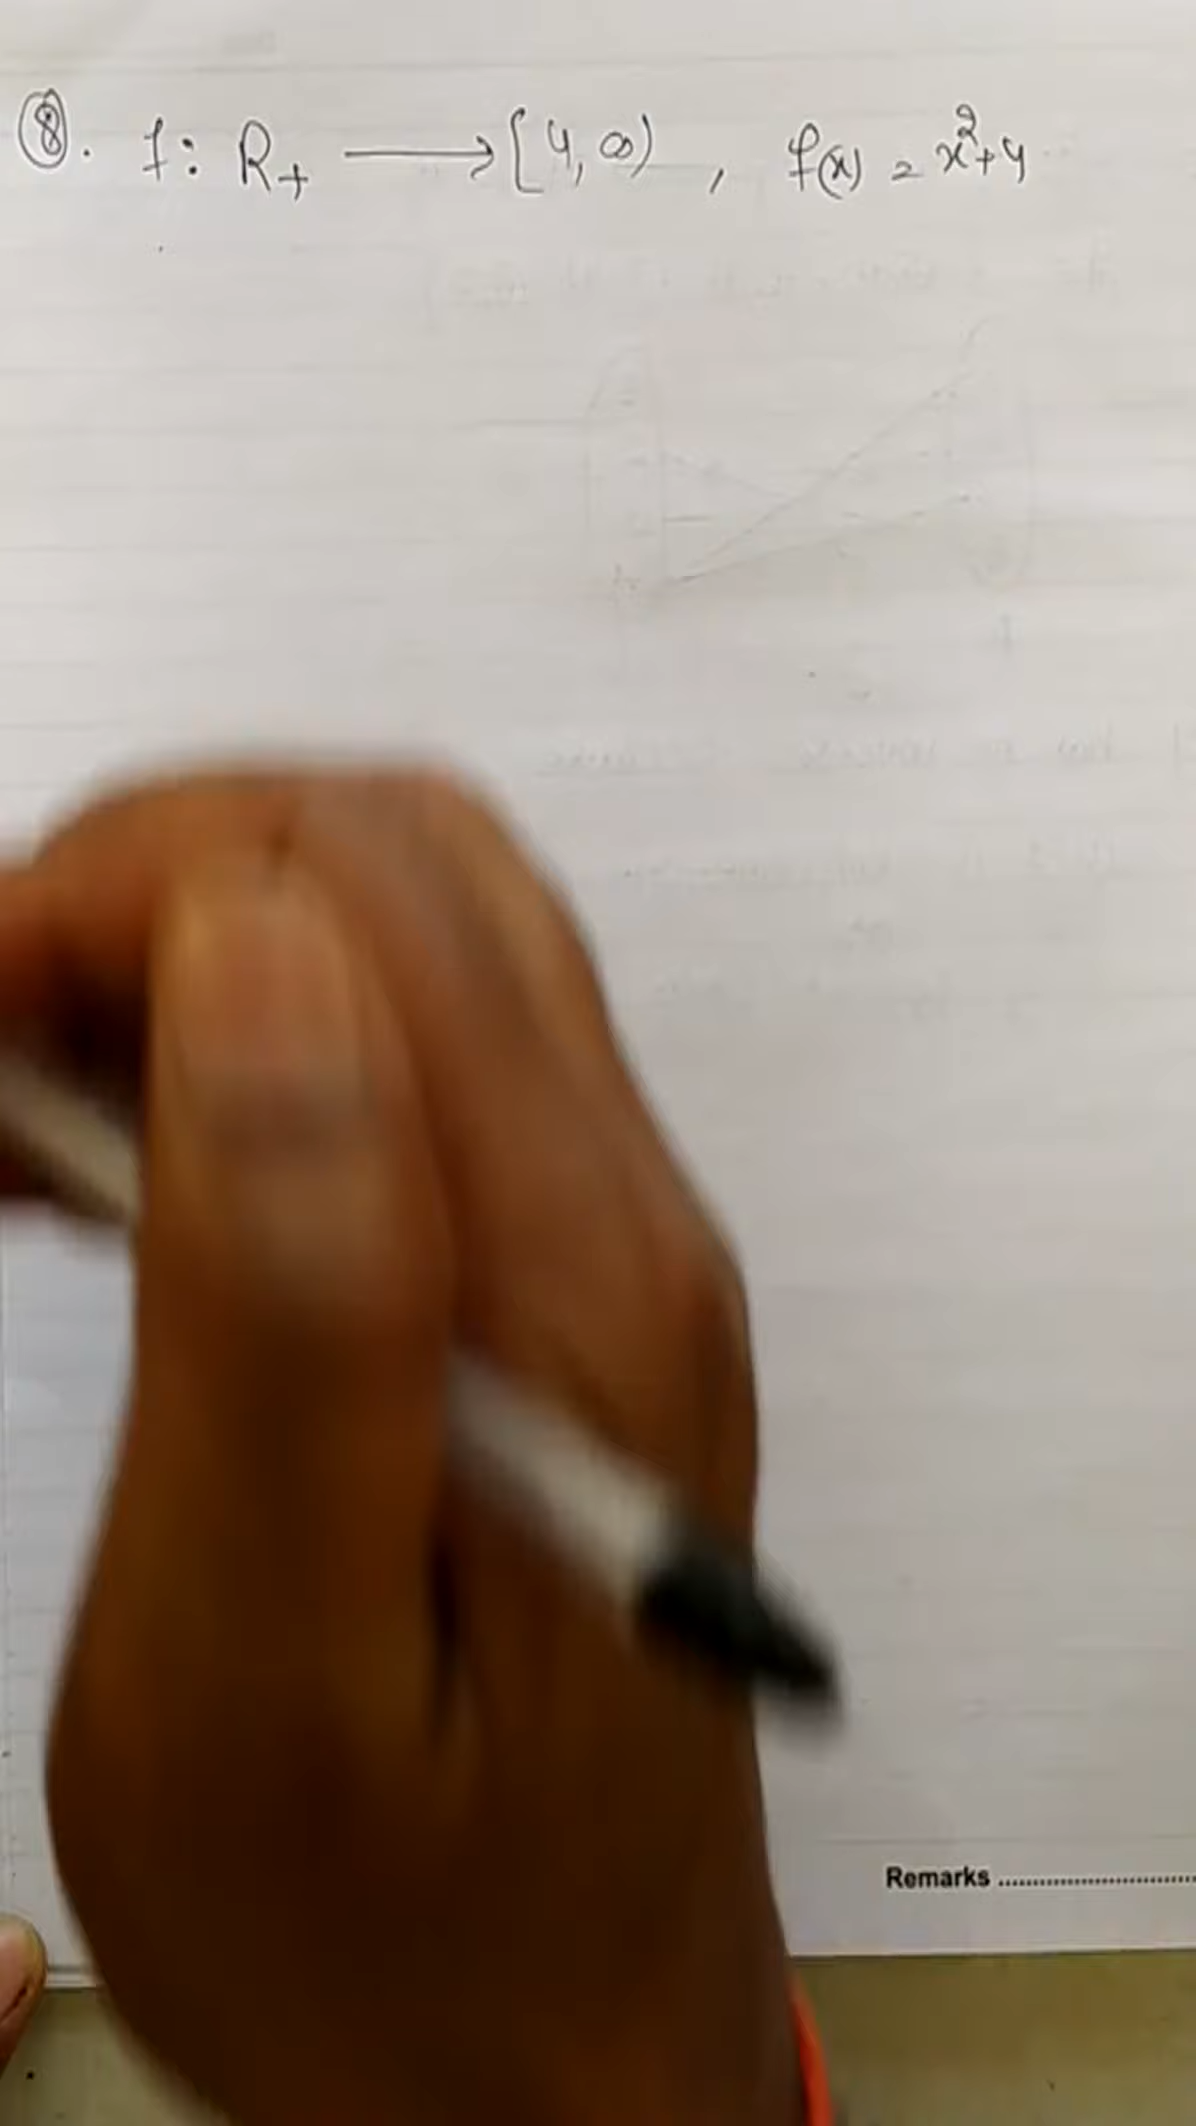 8. f: R₊ ⟶ [4, ∞) , f(x) = x²+4
Remarks ..............................